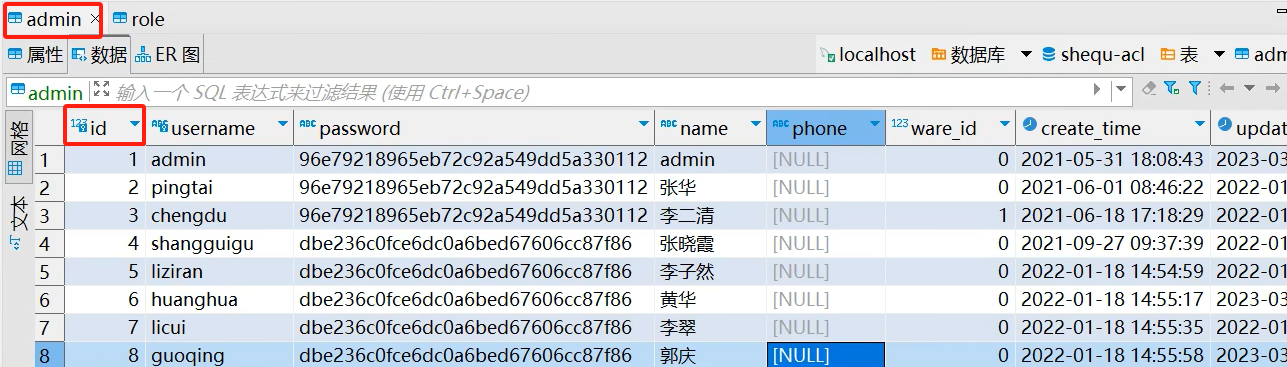 admin role
属性 数据 ER 图 localhost 数据库 shequ-acl 表 adm
admin 输入一个 SQL 表达式来过滤结果 (使用 Ctrl+Space)
网格
文本
123 id ABC username ABC password ABC name ABC phone 123 ware_id create_time updat
1 1 admin 96e79218965eb72c92a549dd5a330112 admin [NULL] 0 2021-05-31 18:08:43 2023-03
2 2 pingtai 96e79218965eb72c92a549dd5a330112 张华 [NULL] 0 2021-06-01 08:46:22 2022-01
3 3 chengdu 96e79218965eb72c92a549dd5a330112 李二清 [NULL] 1 2021-06-18 17:18:29 2022-01
4 4 shangguigu dbe236c0fce6dc0a6bed67606cc87f86 张晓霞 [NULL] 0 2021-09-27 09:37:39 2022-01
5 5 liziran dbe236c0fce6dc0a6bed67606cc87f86 李子然 [NULL] 0 2022-01-18 14:54:59 2022-01
6 6 huanghua dbe236c0fce6dc0a6bed67606cc87f86 黄华 [NULL] 0 2022-01-18 14:55:17 2023-03
7 7 licui dbe236c0fce6dc0a6bed67606cc87f86 李翠 [NULL] 0 2022-01-18 14:55:35 2022-01
8 8 guoqing dbe236c0fce6dc0a6bed67606cc87f86 郭庆 [NULL] 0 2022-01-18 14:55:58 2023-03